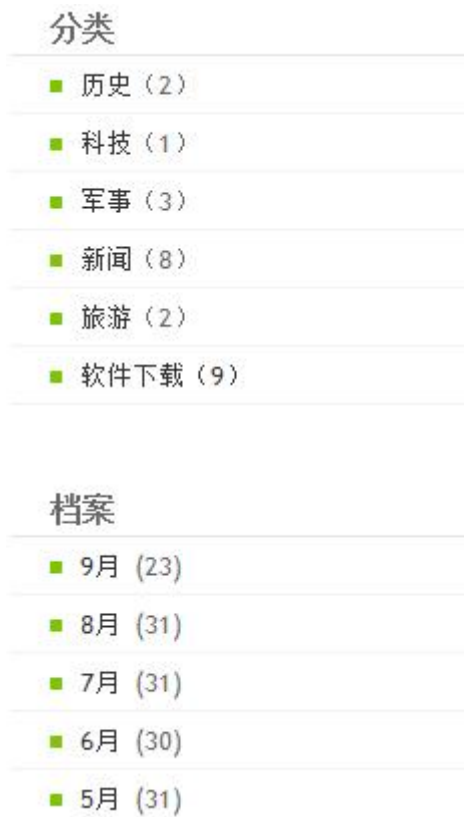 分类
历史（2）
科技（1）
军事（3）
新闻（8）
旅游（2）
软件下载（9）
档案
9月 (23)
8月 (31)
7月 (31)
6月 (30)
5月 (31)